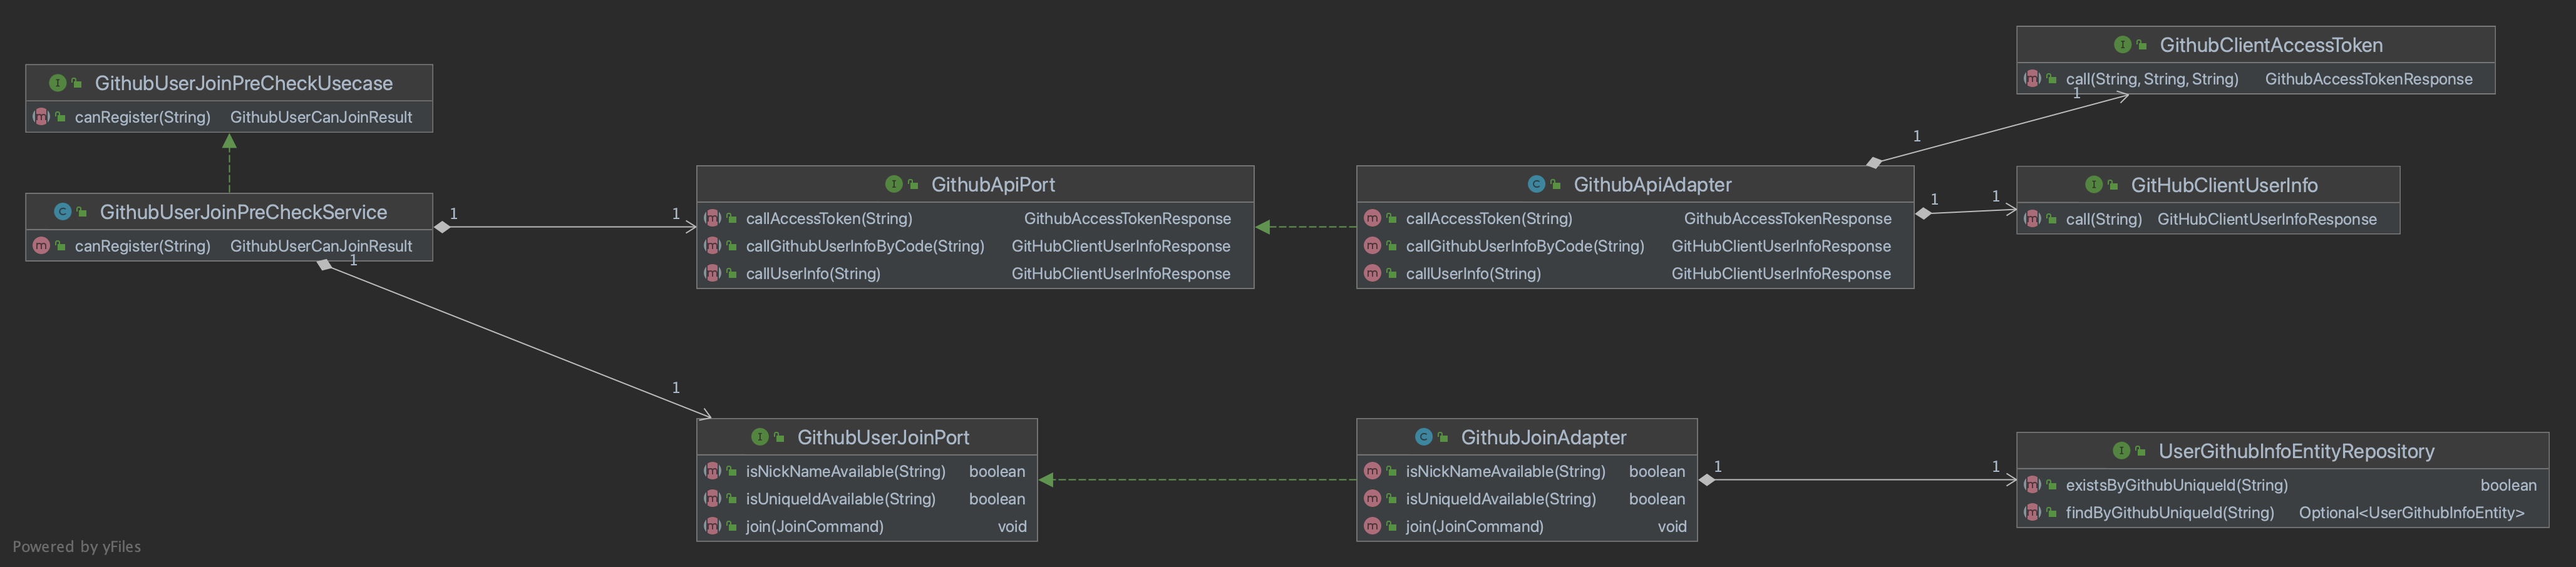 GithubUserJoinPreCheckUsecase
canRegister(String) GithubUserCanJoinResult
GithubUserJoinPreCheckService
canRegister(String) GithubUserCanJoinResult
1
1
1
1
GithubApiPort
callAccessToken(String) GithubAccessTokenResponse
callGithubUserInfoByCode(String) GitHubClientUserInfoResponse
callUserInfo(String) GitHubClientUserInfoResponse
GithubApiAdapter
callAccessToken(String) GithubAccessTokenResponse
callGithubUserInfoByCode(String) GitHubClientUserInfoResponse
callUserInfo(String) GitHubClientUserInfoResponse
1
1
1
1
GithubClientAccessToken
call(String, String, String) GithubAccessTokenResponse
GitHubClientUserInfo
call(String) GitHubClientUserInfoResponse
GithubUserJoinPort
isNickNameAvailable(String) boolean
isUniqueIdAvailable(String) boolean
join(JoinCommand) void
GithubJoinAdapter
isNickNameAvailable(String) boolean
isUniqueIdAvailable(String) boolean
join(JoinCommand) void
1
1
UserGithubInfoEntityRepository
existsByGithubUniqueId(String) boolean
findByGithubUniqueId(String) Optional<UserGithubInfoEntity>
Powered by yFiles